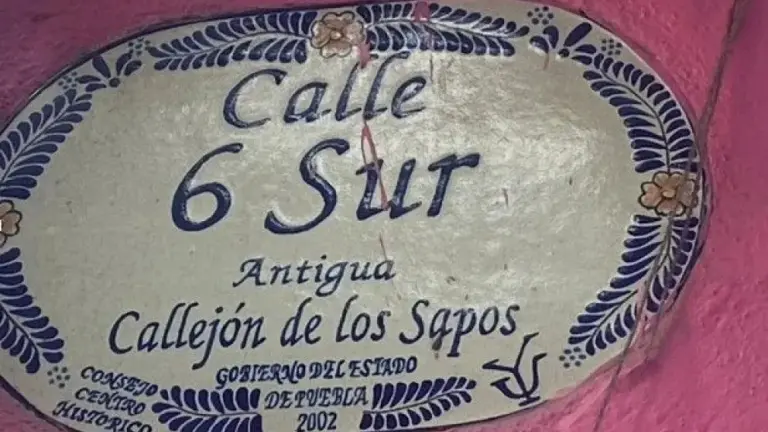 Calle
6 Sur
Antigua
Callejón de los Sapos
GOBIERNO DEL ESTADO
DE PUEBLA
2002
CONSEJO
CENTRO
HISTORICO